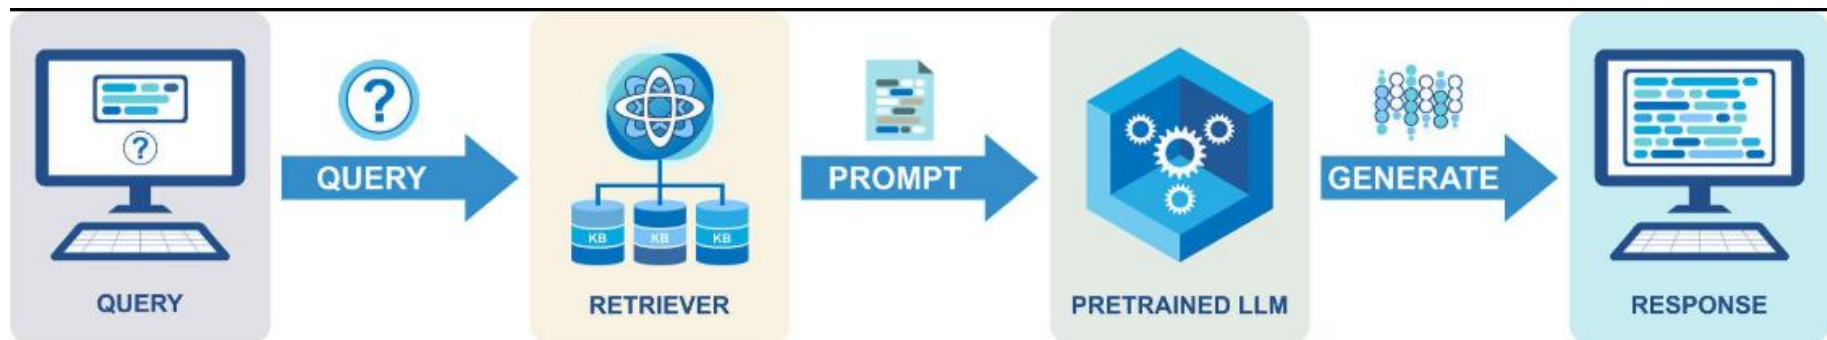 ?
?
QUERY
QUERY
KB
KB
KB
RETRIEVER
PROMPT
PRETRAINED LLM
GENERATE
RESPONSE